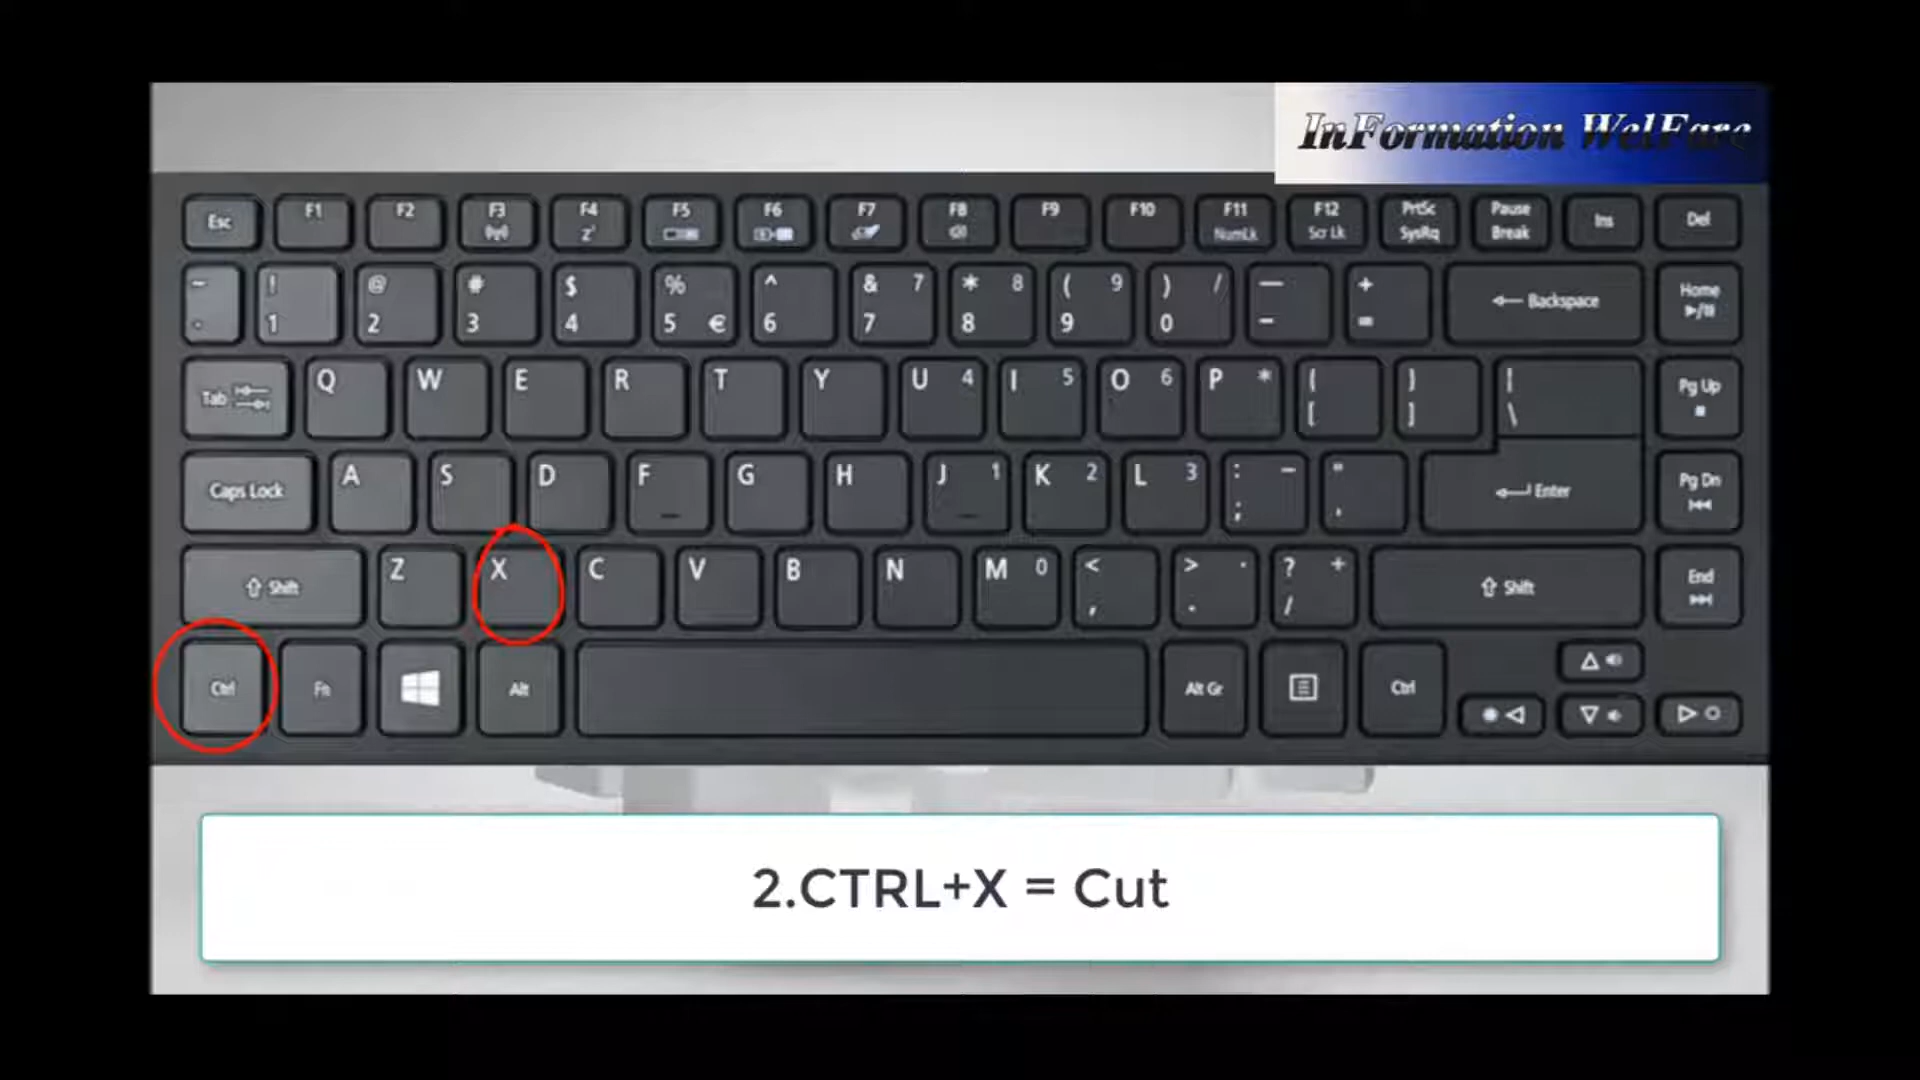 InFormation WelFare
Esc F1 F2 F3 F4 F5 F6 F7 F8 F9 F10 F11 F12 PrtSc Pause Ins Del
z² NumLk Scr Lk SysRq Break
~ ! @ # $ % ^ & 7 * 8 ( 9 ) / — + Backspace Home
1 2 3 4 5 € 6 7 8 9 0 - =
Tab Q W E R T Y U 4 I 5 O 6 P * { } | Pg Up
[ ] \
Caps Lock A S D F G H J 1 K 2 L 3 : " Enter Pg Dn
; '
Shift Z X C V B N M 0 < > . ? + Shift End
, . /
Ctrl Fn Alt Alt Gr Ctrl
2.CTRL+X = Cut